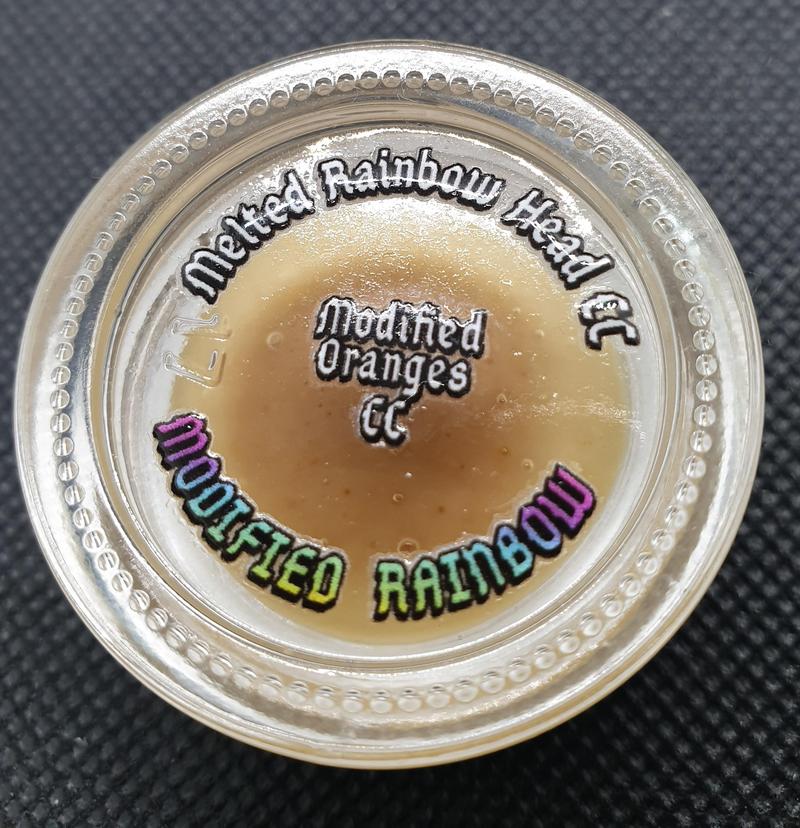 Melted Rainbow Head CC
Modified
Oranges
CC
MODIFIED RAINBOW